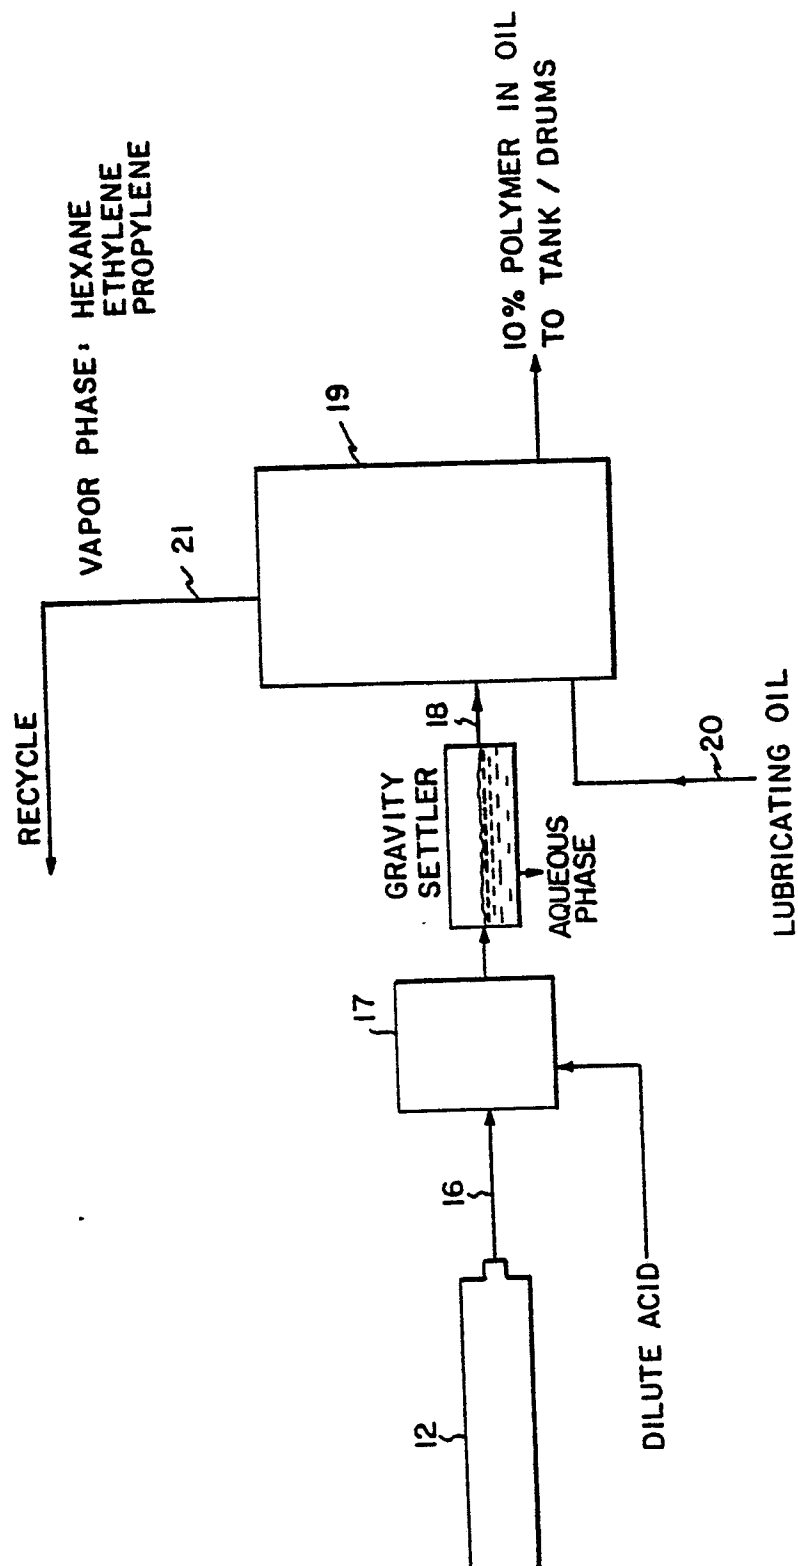 RECYCLE
VAPOR PHASE: HEXANE
ETHYLENE
PROPYLENE
21
19
10% POLYMER IN OIL
TO TANK / DRUMS
GRAVITY
SETTLER
18
AQUEOUS
PHASE
20
LUBRICATING OIL
17
16
12
DILUTE ACID